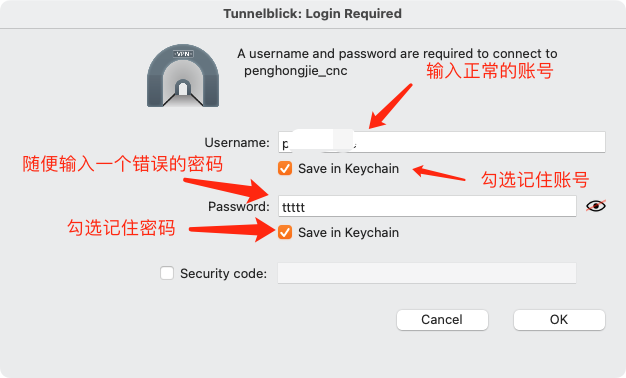 Tunnelblick: Login Required
VPN
A username and password are required to connect to
penghongjie_cnc
输入正常的账号
Username: p
随便输入一个错误的密码
Save in Keychain
勾选记住账号
Password: ttttt
勾选记住密码
Save in Keychain
Security code:
Cancel OK